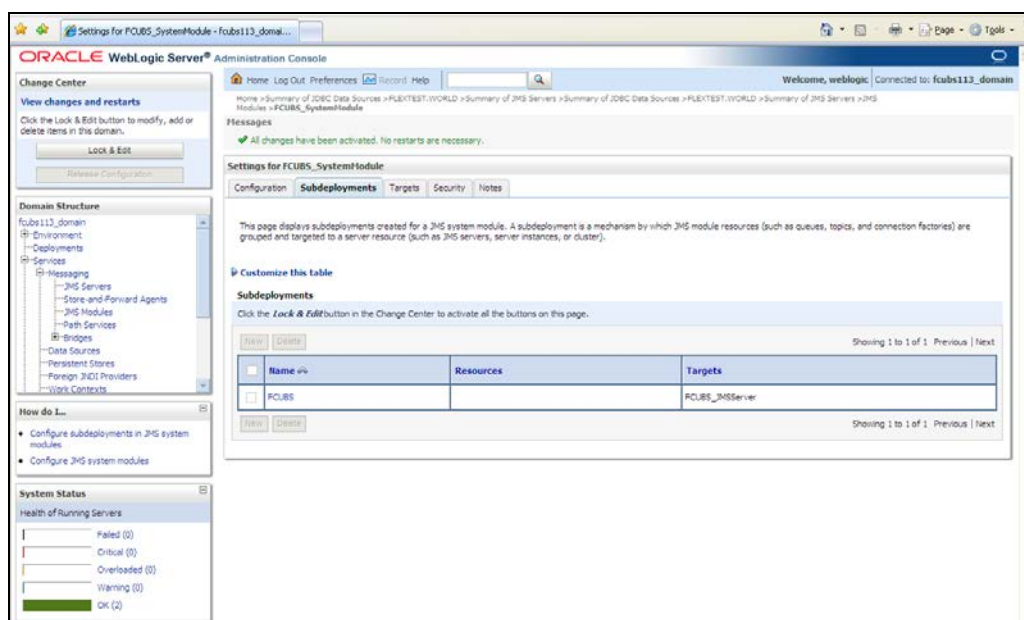 Settings for FCUBS_SystemModule - fcubs113_domai...
Page
Tools
ORACLE WebLogic Server® Administration Console
Change Center
View changes and restarts
Click the Lock & Edit button to modify, add or
delete items in this domain.
Lock & Edit
Release Configuration
Domain Structure
fcubs113_domain
Environment
Deployments
Services
Messaging
JMS Servers
Store-and-Forward Agents
JMS Modules
Path Services
Bridges
Data Sources
Persistent Stores
Foreign JNDI Providers
Work Contexts
How do I...
Configure subdeployments in JMS system
modules
Configure JMS system modules
System Status
Health of Running Servers
Failed (0)
Critical (0)
Overloaded (0)
Warning (0)
OK (2)
Home Log Out Preferences Record Help
Welcome, weblogic Connected to: fcubs113_domain
Home >Summary of JDBC Data Sources >FLEXTEST.WORLD >Summary of JMS Servers >Summary of JDBC Data Sources >FLEXTEST.WORLD >Summary of JMS Servers >JMS
Modules >FCUBS_SystemModule
Messages
All changes have been activated. No restarts are necessary.
Settings for FCUBS_SystemModule
Configuration Subdeployments Targets Security Notes
This page displays subdeployments created for a JMS system module. A subdeployment is a mechanism by which JMS module resources (such as queues, topics, and connection factories) are
grouped and targeted to a server resource (such as JMS servers, server instances, or cluster).
Customize this table
Subdeployments
Click the Lock & Edit button in the Change Center to activate all the buttons on this page.
New Delete
Showing 1 to 1 of 1 Previous | Next
Name Resources Targets
FCUBS FCUBS_JMSServer
New Delete
Showing 1 to 1 of 1 Previous | Next